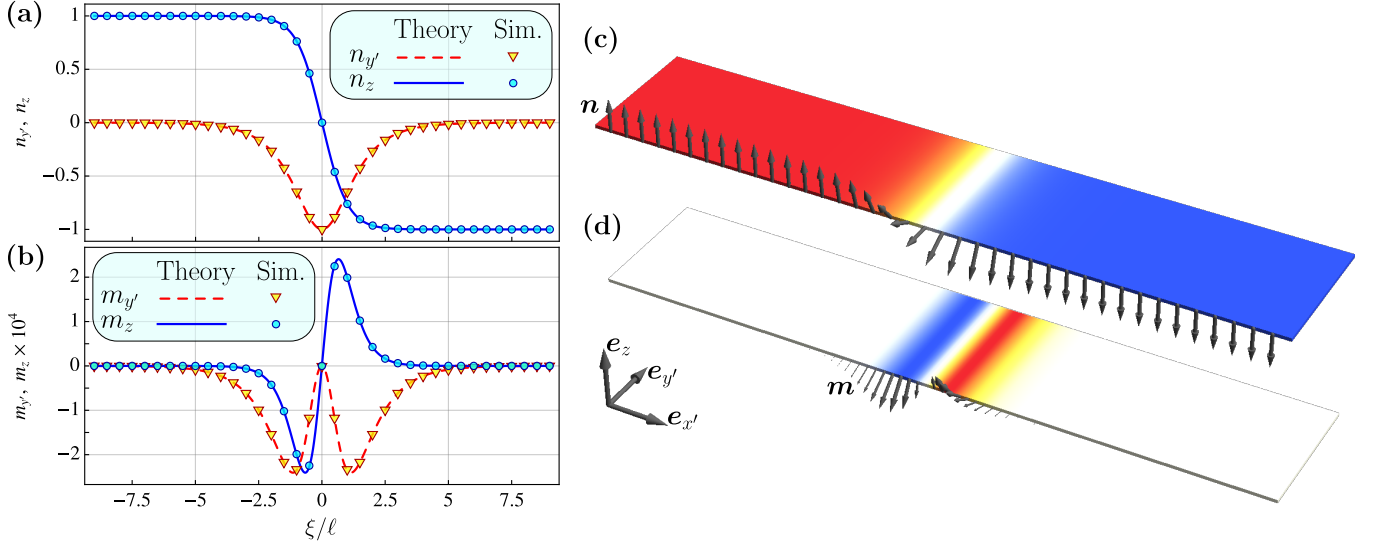 (a)
1
0.5
0
−0.5
−1
n_{y′}, n_z
Theory Sim.
n_{y′}
n_z
(b)
2
1
0
−1
−2
m_{y′}, m_z × 10^4
Theory Sim.
m_{y′}
m_z
−7.5 −5 −2.5 0 2.5 5 7.5
ξ/ℓ
(c)
n
(d)
m
e_z
e_{y′}
e_{x′}